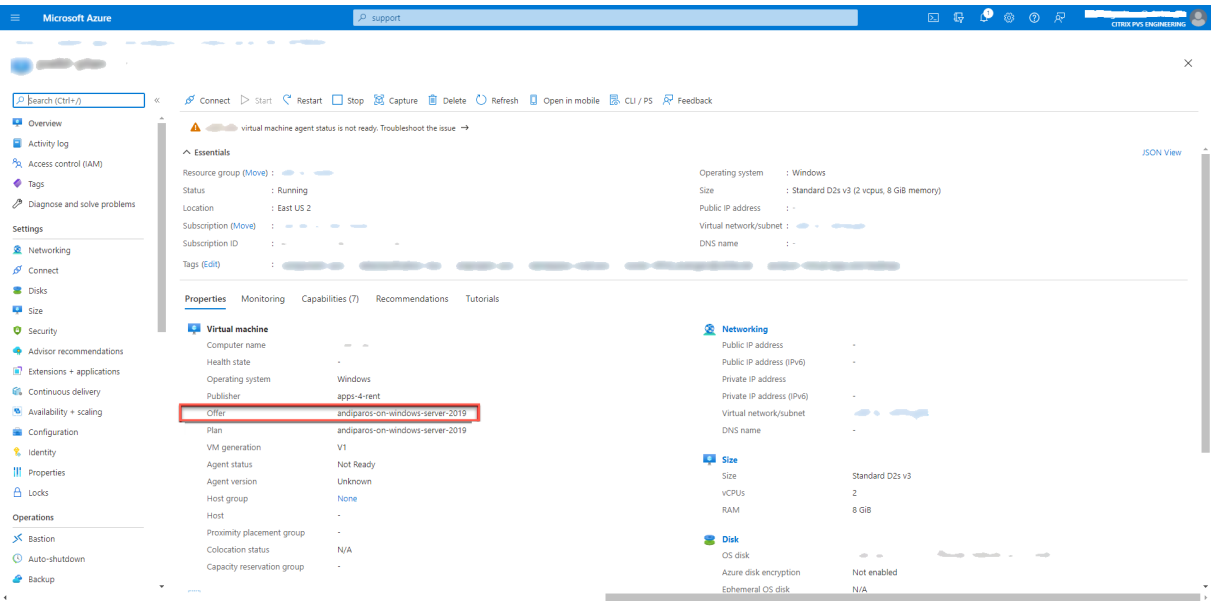 Microsoft Azure
support
1
CITRIX PVS ENGINEERING
Search (Ctrl+/)
«
Connect Start Restart Stop Capture Delete Refresh Open in mobile CLI / PS Feedback
Overview
Activity log
Access control (IAM)
Tags
Diagnose and solve problems
Settings
Networking
Connect
Disks
Size
Security
Advisor recommendations
Extensions + applications
Continuous delivery
Availability + scaling
Configuration
Identity
Properties
Locks
Operations
Bastion
Auto-shutdown
Backup
virtual machine agent status is not ready. Troubleshoot the issue →
Essentials
JSON View
Resource group (Move) :
Status : Running
Location : East US 2
Subscription (Move) :
Subscription ID :
Tags (Edit) :
Operating system : Windows
Size : Standard D2s v3 (2 vcpus, 8 GiB memory)
Public IP address : -
Virtual network/subnet :
DNS name : -
Properties Monitoring Capabilities (7) Recommendations Tutorials
Virtual machine
Computer name
Health state -
Operating system Windows
Publisher apps-4-rent
Offer andiparos-on-windows-server-2019
Plan andiparos-on-windows-server-2019
VM generation V1
Agent status Not Ready
Agent version Unknown
Host group None
Host -
Proximity placement group -
Colocation status N/A
Capacity reservation group -
Networking
Public IP address -
Public IP address (IPv6) -
Private IP address
Private IP address (IPv6) -
Virtual network/subnet
DNS name -
Size
Size Standard D2s v3
vCPUs 2
RAM 8 GiB
Disk
OS disk
Azure disk encryption Not enabled
Ephemeral OS disk N/A